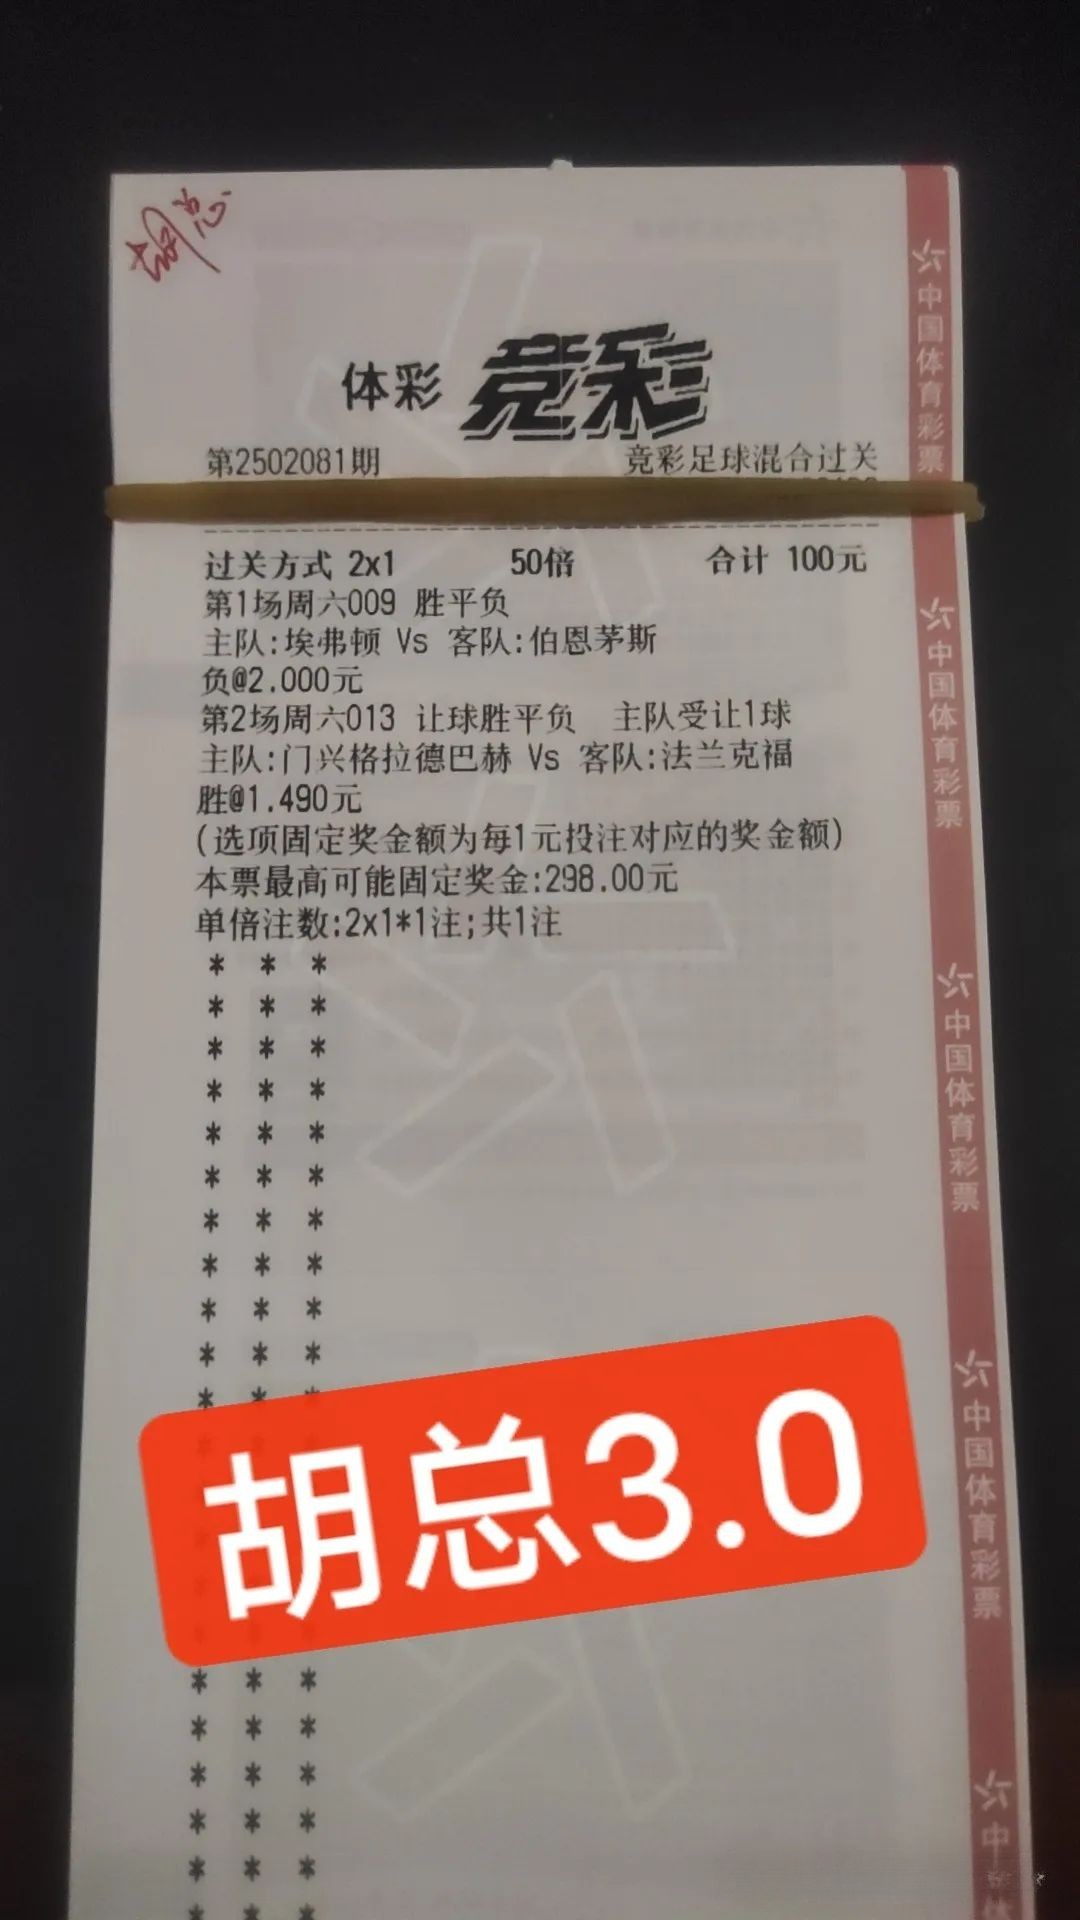 胡总
体彩 竞彩
第2502081期 竞彩足球混合过关
过关方式 2x1 50倍 合计 100元
第1场周六009 胜平负
主队:埃弗顿 Vs 客队:伯恩茅斯
负@2.000元
第2场周六013 让球胜平负 主队受让1球
主队:门兴格拉德巴赫 Vs 客队:法兰克福
胜@1.490元
(选项固定奖金额为每1元投注对应的奖金额)
本票最高可能固定奖金:298.00元
单倍注数:2x1*1注;共1注
* * *
* * *
* * *
* * *
* * *
* * *
* * *
* * *
* * *
* * *
* * *
胡总3.0
* * *
* * *
* * *
* * *
* * *
* * *
中国体育彩票
中国体育彩票
中国体育彩票
中国体育彩票
中